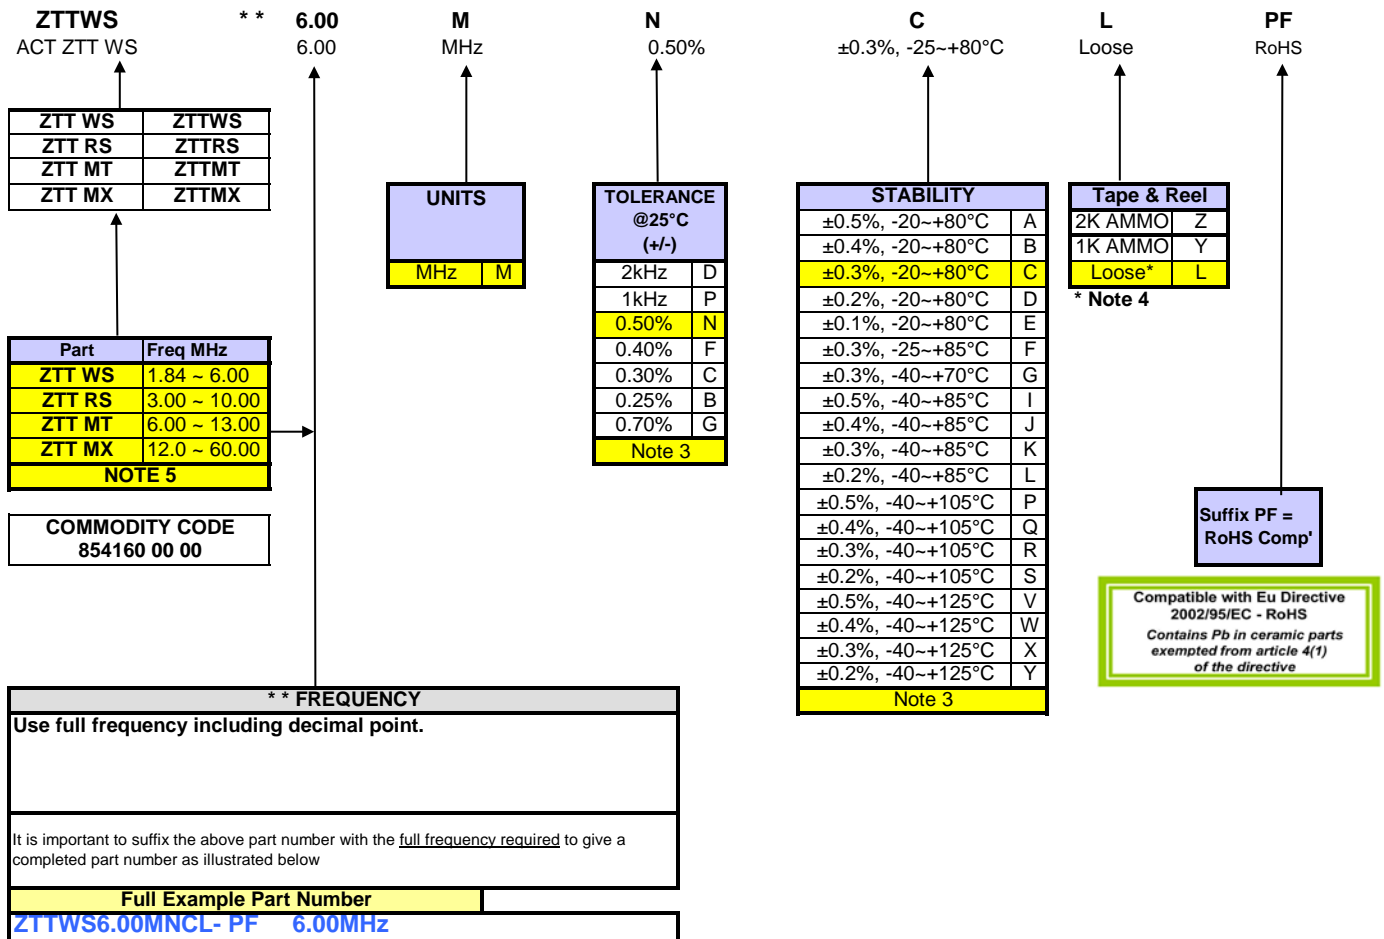 ZTTWS ** 6.00 M N C L PF
ACT ZTT WS 6.00 MHz 0.50% ±0.3%, -25~+80°C Loose RoHS
ZTT WS ZTTWS
ZTT RS ZTTRS
ZTT MT ZTTMT
ZTT MX ZTTMX
Part Freq MHz
ZTT WS 1.84 ~ 6.00
ZTT RS 3.00 ~ 10.00
ZTT MT 6.00 ~ 13.00
ZTT MX 12.0 ~ 60.00
NOTE 5
COMMODITY CODE
854160 00 00
UNITS
MHz M
TOLERANCE
@25°C
(+/-)
2kHz D
1kHz P
0.50% N
0.40% F
0.30% C
0.25% B
0.70% G
Note 3
STABILITY
±0.5%, -20~+80°C A
±0.4%, -20~+80°C B
±0.3%, -20~+80°C C
±0.2%, -20~+80°C D
±0.1%, -20~+80°C E
±0.3%, -25~+85°C F
±0.3%, -40~+70°C G
±0.5%, -40~+85°C I
±0.4%, -40~+85°C J
±0.3%, -40~+85°C K
±0.2%, -40~+85°C L
±0.5%, -40~+105°C P
±0.4%, -40~+105°C Q
±0.3%, -40~+105°C R
±0.2%, -40~+105°C S
±0.5%, -40~+125°C V
±0.4%, -40~+125°C W
±0.3%, -40~+125°C X
±0.2%, -40~+125°C Y
Note 3
Tape & Reel
2K AMMO Z
1K AMMO Y
Loose* L
* Note 4
Suffix PF =
RoHS Comp'
Compatible with Eu Directive
2002/95/EC - RoHS
Contains Pb in ceramic parts
exempted from article 4(1)
of the directive
** FREQUENCY
Use full frequency including decimal point.
It is important to suffix the above part number with the full frequency required to give a
completed part number as illustrated below
Full Example Part Number
ZTTWS6.00MNCL- PF 6.00MHz